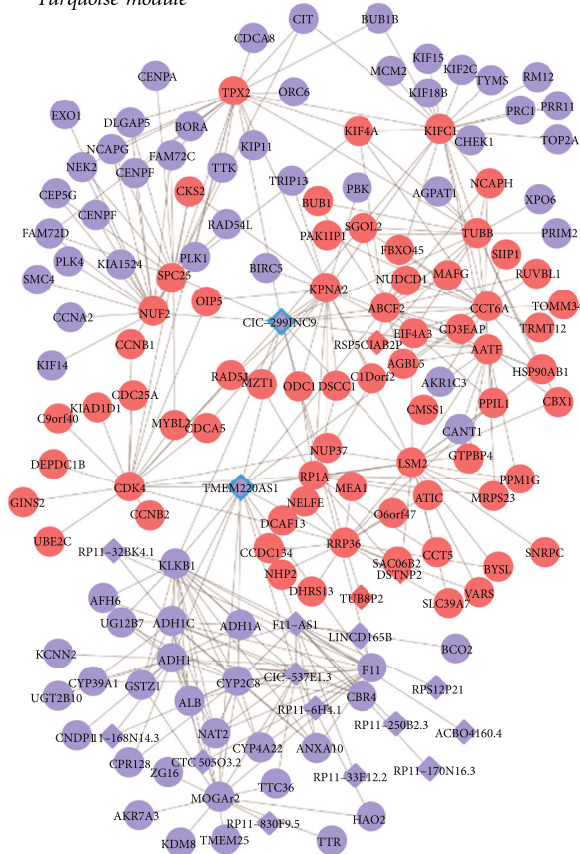 Turquoise module
CIT
BUB1B
CDCA8
KIF15
MCM2
KIF2C
TYMS
RM12
CENPA
TPX2
ORC6
KIF18B
PRC1
PRR11
EXO1
DLGAP5
BORA
KIF4A
KIFC1
CHEK1
TOP2A
NCAPG
KIP11
FAM72C
NEK2
CENPF
TTK
TRIP13
PBK
AGPAT1
NCAPH
CEP5G
CKS2
BUB1
XPO6
CENPF
RAD54L
SGOL2
FAM72D
PAK1IP1
TUBB
PRIM2
FBXO45
SIIP1
PLK4
KIA1524
PLK1
BIRC5
SMC4
SPC25
NUDCD1
MAFG
RUVBL1
KPNA2
OIP5
ABCF2
CCT6A
TOMM34
CCNA2
NUF2
CIC-299INC9
EIF4A3
CD3EAP
TRMT12
CCNB1
RSP5CIAB2P
AATF
KIF14
AGBL5
HSP90AB1
RAD51
MZT1
ODC1
DSCC1
C1Dorf2
AKR1C3
CDC25A
KIAD1D1
C9orf40
CMSS1
PPIL1
CBX1
MYBL2
CDCA5
CANT1
NUP37
GTPBP4
DEPDC1B
LSM2
CDK4
TMEM220AS1
RP1A
MEA1
PPM1G
GINS2
NELFE
ATIC
MRPS23
CCNB2
DCAF13
O6orf47
UBE2C
RRP36
RP11-32BK4.1
CCDC134
CCT5
SNRPC
KLKB1
NHP2
SAC06B2
DSTNP2
BYSL
DHRS13
TUB8P2
VARS
AFH6
SLC39A7
UG12B7
ADH1C
ADH1A
F11-AS1
LINCD165B
KCNN2
ADH1
BCO2
CYP39A1
GSTZ1
CYP2C8
CIC-537E1.3
F11
UGT2B10
CBR4
RPS12P21
ALB
RP11-6H4.1
RP11-250B2.3
CNDP1
11-168N14.3
NAT2
ACBO4160.4
CYP4A22
ANXA10
CPR128
CTC 505O3.2
ZG16
RP11-33E12.2
RP11-170N16.3
MOGAr2
TTC36
AKR7A3
RP11-830F9.5
HAO2
KDM8
TMEM25
TTR